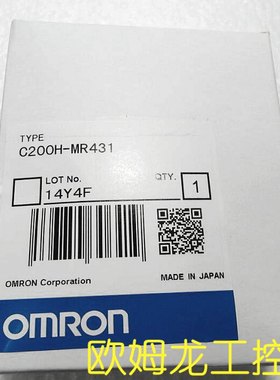 TYPE
C200H-MR431
LOT No. QTY.
14Y4F 1
OMRON Corporation MADE IN JAPAN
OMRON
欧姆龙工控